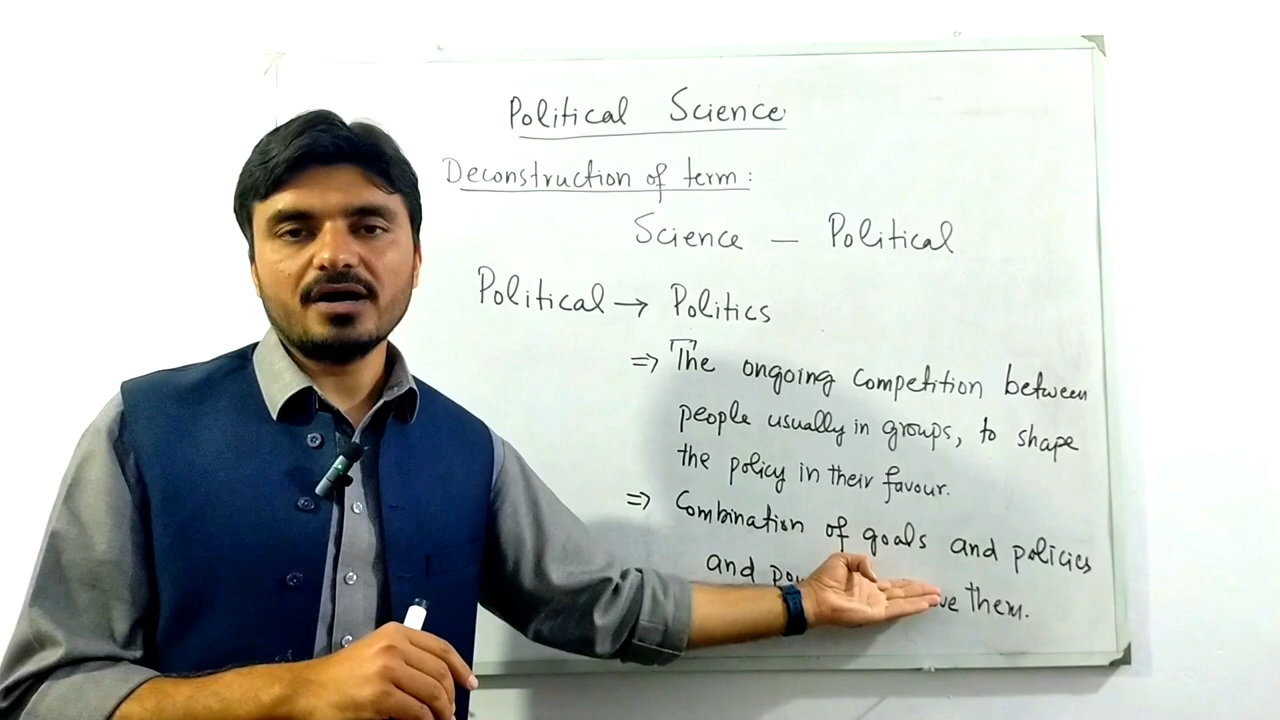 Political Science
Deconstruction of term:
Science — Political
Political → Politics
⇒ The ongoing competition between
people usually in groups, to shape
the policy in their favour.
⇒ Combination of goals and policies
and them.